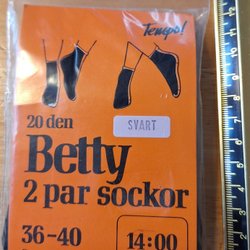 Tempo!
20 den
SVART
Betty
2 par sockor
36-40
14:00